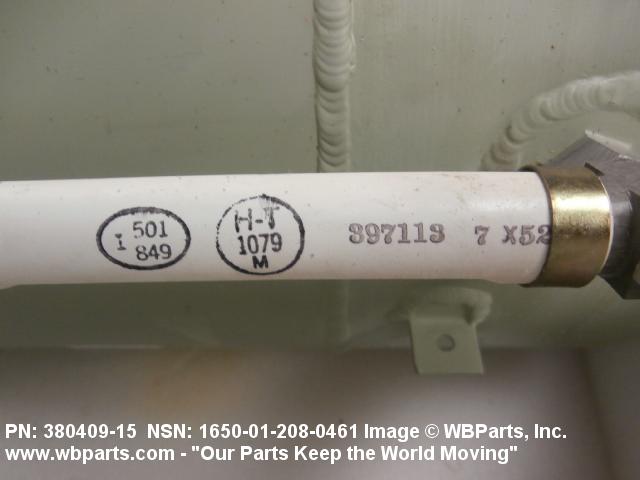 I 501
849
H-T
1079
M
397113 7 X52
PN: 380409-15 NSN: 1650-01-208-0461 Image © WBParts, Inc.
www.wbparts.com - "Our Parts Keep the World Moving"